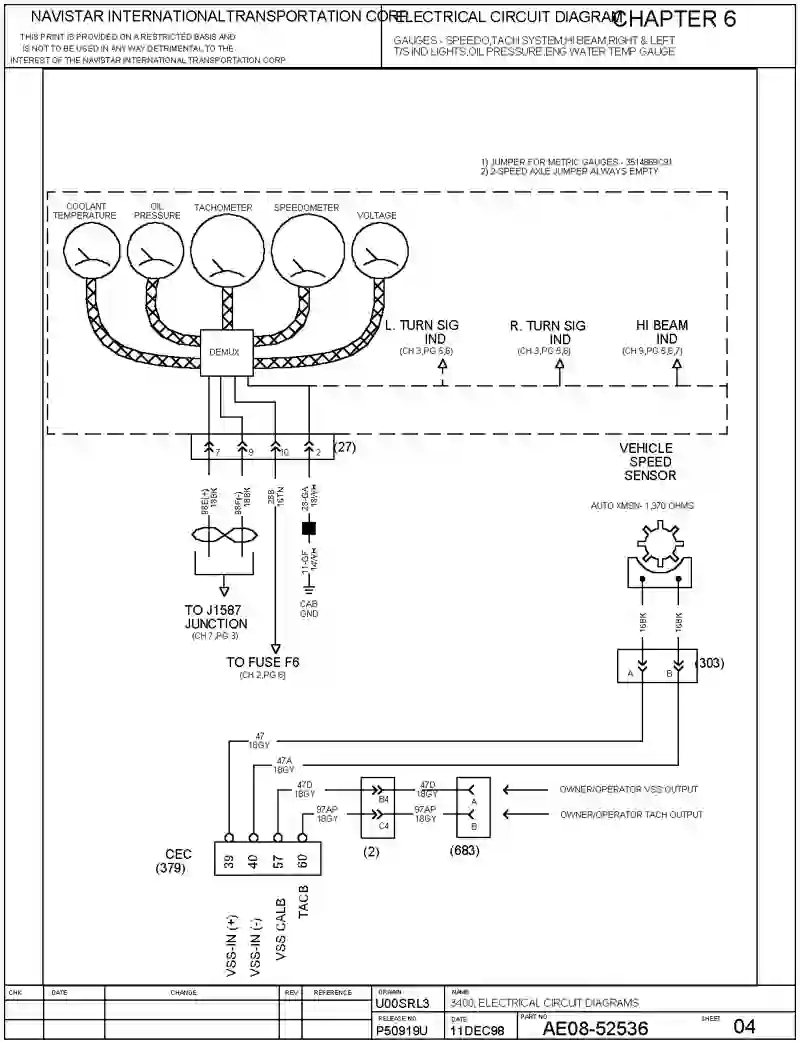 NAVISTAR INTERNATIONAL TRANSPORTATION CORP.
THIS PRINT IS PROVIDED ON A RESTRICTED BASIS AND
IS NOT TO BE USED IN ANY WAY DETRIMENTAL TO THE
INTEREST OF THE NAVISTAR INTERNATIONAL TRANSPORTATION CORP
ELECTRICAL CIRCUIT DIAGRAM
CHAPTER 6
GAUGES - SPEEDO,TACH SYSTEM,HI BEAM,RIGHT & LEFT
T/S IND LIGHTS,OIL PRESSURE,ENG WATER TEMP GAUGE
1) JUMPER FOR METRIC GAUGES - 3514869C91
2) 2-SPEED AXLE JUMPER ALWAYS EMPTY
COOLANT
TEMPERATURE
OIL
PRESSURE
TACHOMETER
SPEEDOMETER
VOLTAGE
DEMUX
L. TURN SIG
IND
(CH 3,PG 5,6)
R. TURN SIG
IND
(CH 3,PG 5,6)
HI BEAM
IND
7
9
10
2
(27)
98E(+)
18BK
98F(-)
18BK
28B
16TN
28-GA
18WH
11-GF
14WH
CAB
GND
TO J1587
JUNCTION
(CH 7,PG 3)
TO FUSE F6
(CH 2,PG 6)
VEHICLE
SPEED
SENSOR
AUTO XMSN- 1,370 OHMS
16BK
16BK
A
B
(303)
47
18GY
47A
18GY
47D
18GY
B4
47D
18GY
A
OWNER/OPERATOR VSS OUTPUT
97AP
18GY
C4
97AP
18GY
B
OWNER/OPERATOR TACH OUTPUT
(2)
(683)
CEC
(379)
39
40
57
60
VSS-IN (+)
VSS-IN (-)
VSS CALB
TACB
CHK
DATE
CHANGE
REV
REFERENCE
DRAWN
U00SRL3
NAME
3400, ELECTRICAL CIRCUIT DIAGRAMS
RELEASE NO.
P50919U
DATE
11DEC98
PART NO
AE08-52536
SHEET
04